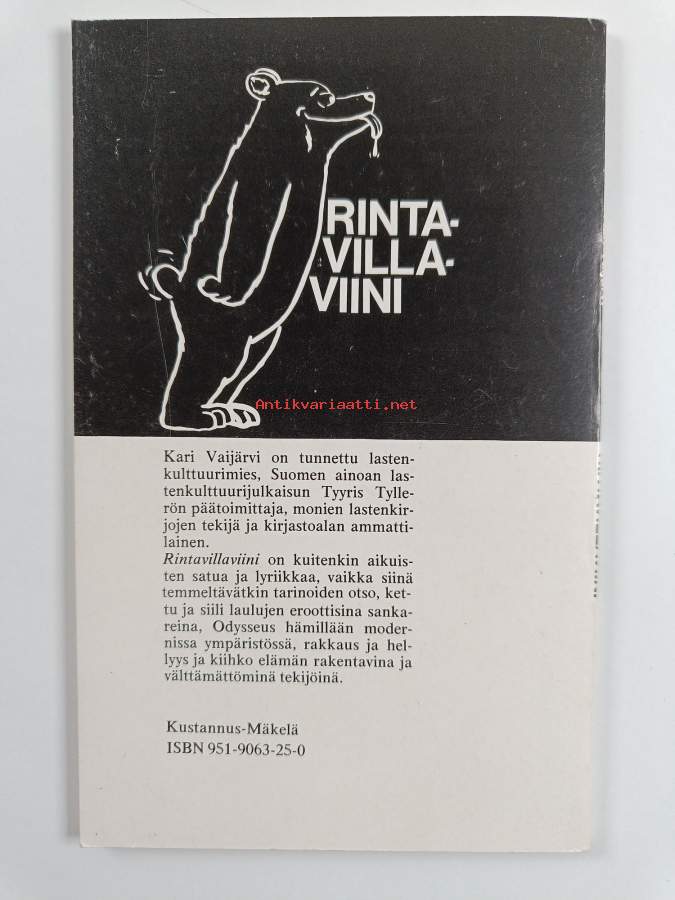 RINTA-
VILLA-
VIINI
Antikvariaatti.net
Kari Vaijärvi on tunnettu lasten-
kulttuurimies, Suomen ainoan las-
tenkulttuurijulkaisun Tyyris Tylle-
rön päätoimittaja, monien lastenkir-
jojen tekijä ja kirjastoalan ammatti-
lainen.
Rintavillaviini on kuitenkin aikuis-
ten satua ja lyriikkaa, vaikka siinä
temmeltävätkin tarinoiden otso, ket-
tu ja siili laulujen eroottisina sanka-
reina, Odysseus hämillään moder-
nissa ympäristössä, rakkaus ja hel-
lyys ja kiihko elämän rakentavina ja
välttämättöminä tekijöinä.
Kustannus-Mäkelä
ISBN 951-9063-25-0